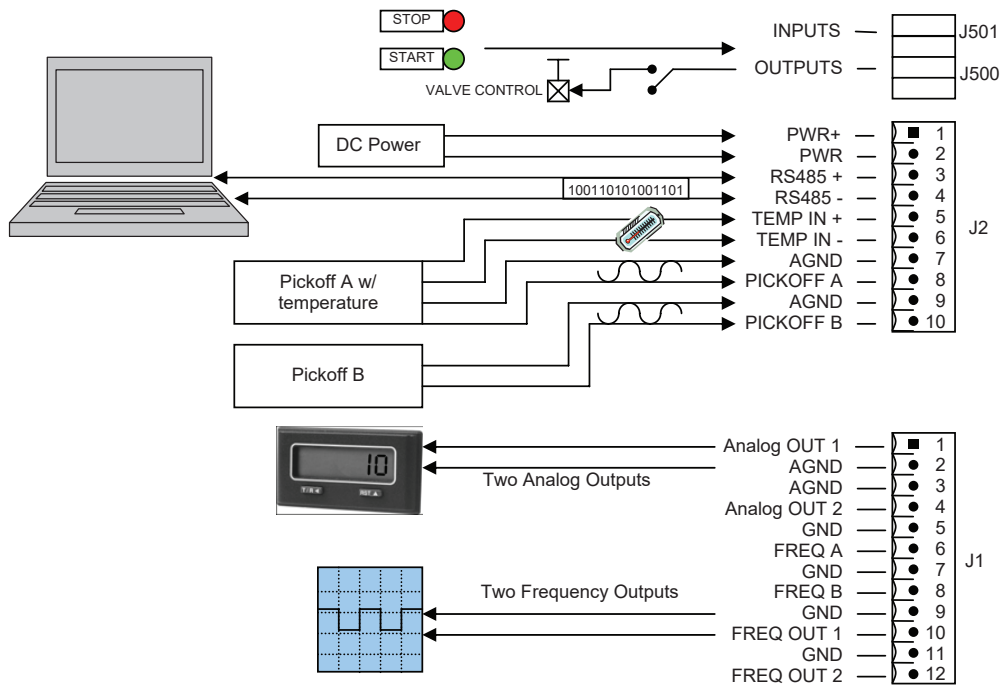 STOP
START
VALVE CONTROL
INPUTS
OUTPUTS
J501
J500
DC Power
100110101001101
Pickoff A w/
temperature
Pickoff B
PWR+ 1
PWR 2
RS485 + 3
RS485 - 4
TEMP IN + 5
TEMP IN - 6
AGND 7
PICKOFF A 8
AGND 9
PICKOFF B 10
J2
10
T/R◄ RST▲
Two Analog Outputs
Two Frequency Outputs
Analog OUT 1 1
AGND 2
AGND 3
Analog OUT 2 4
GND 5
FREQ A 6
GND 7
FREQ B 8
GND 9
FREQ OUT 1 10
GND 11
FREQ OUT 2 12
J1